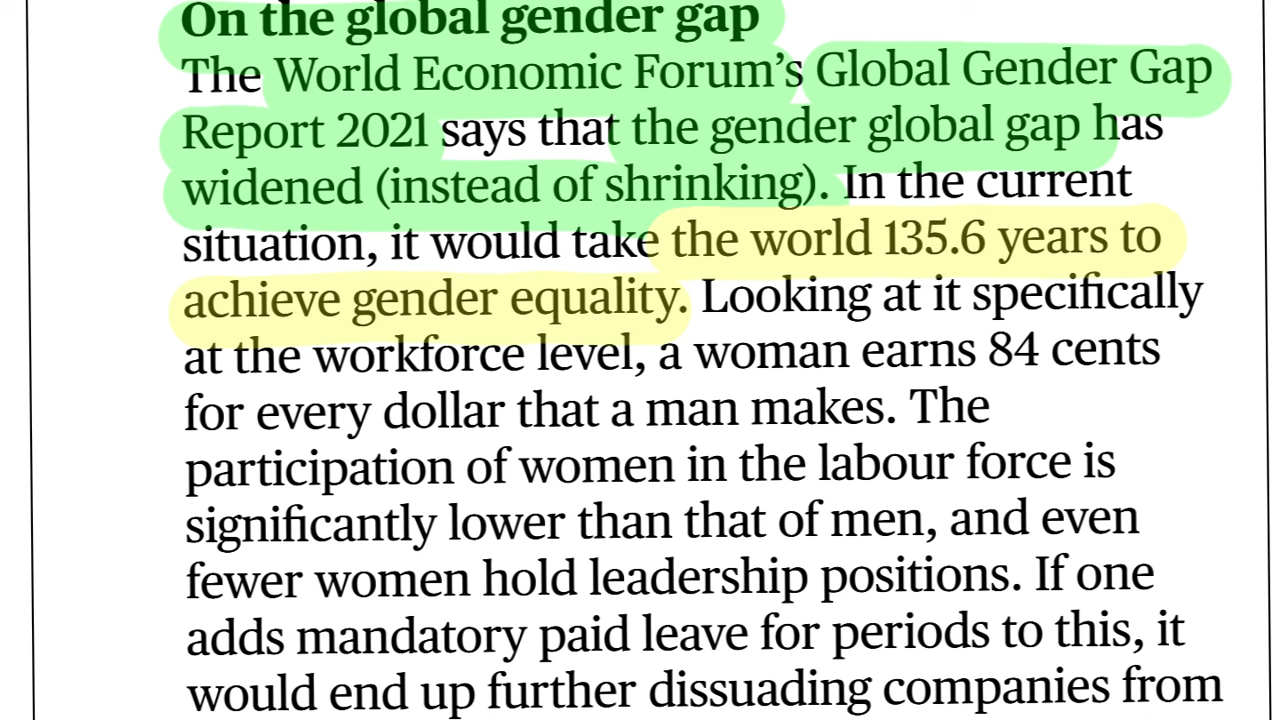 On the global gender gap
The World Economic Forum’s Global Gender Gap
Report 2021 says that the gender global gap has
widened (instead of shrinking). In the current
situation, it would take the world 135.6 years to
achieve gender equality. Looking at it specifically
at the workforce level, a woman earns 84 cents
for every dollar that a man makes. The
participation of women in the labour force is
significantly lower than that of men, and even
fewer women hold leadership positions. If one
adds mandatory paid leave for periods to this, it
would end up further dissuading companies from